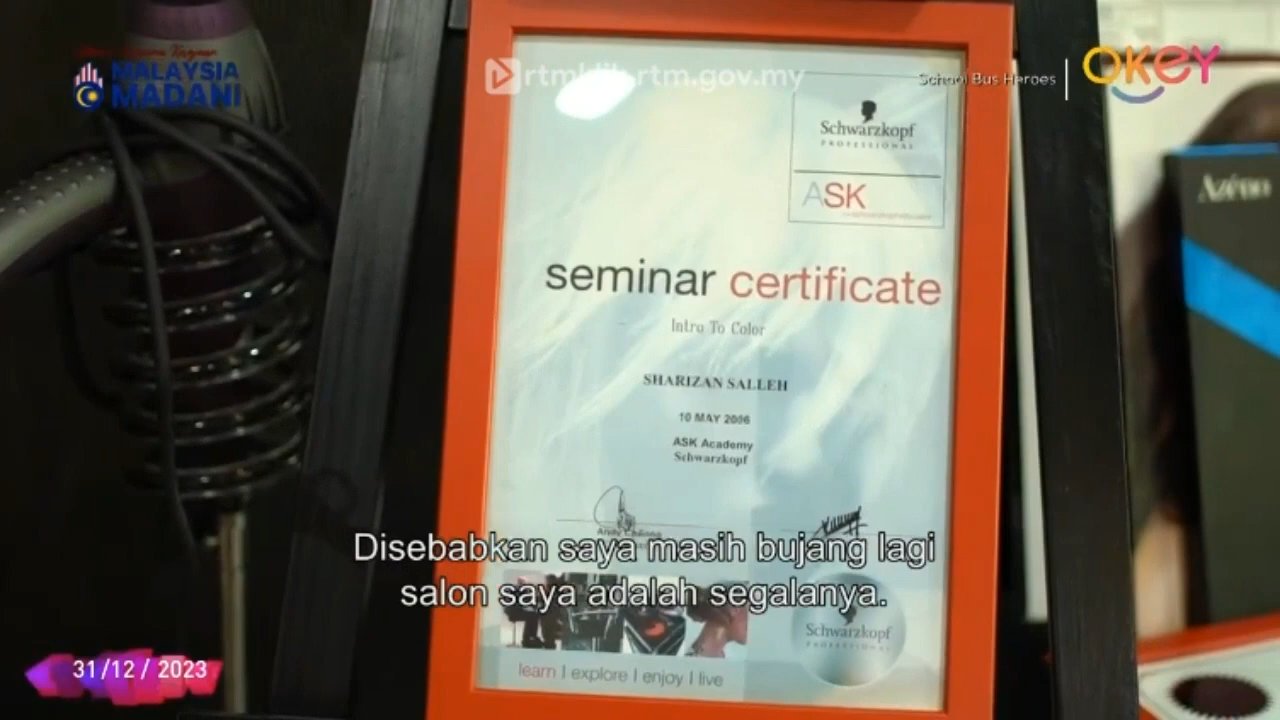 MALAYSIA
MADANI
rtmklik.rtm.gov.my
School Bus Heroes
OKEY
Schwarzkopf
PROFESSIONAL
ASK
Azéno
seminar certificate
Intro To Color
SHARIZAN SALLEH
10 MAY 2006
ASK Academy
Schwarzkopf
Disebabkan saya masih bujang lagi
salon saya adalah segalanya.
Schwarzkopf
PROFESSIONAL
learn | explore | enjoy | live
31/12 / 2023